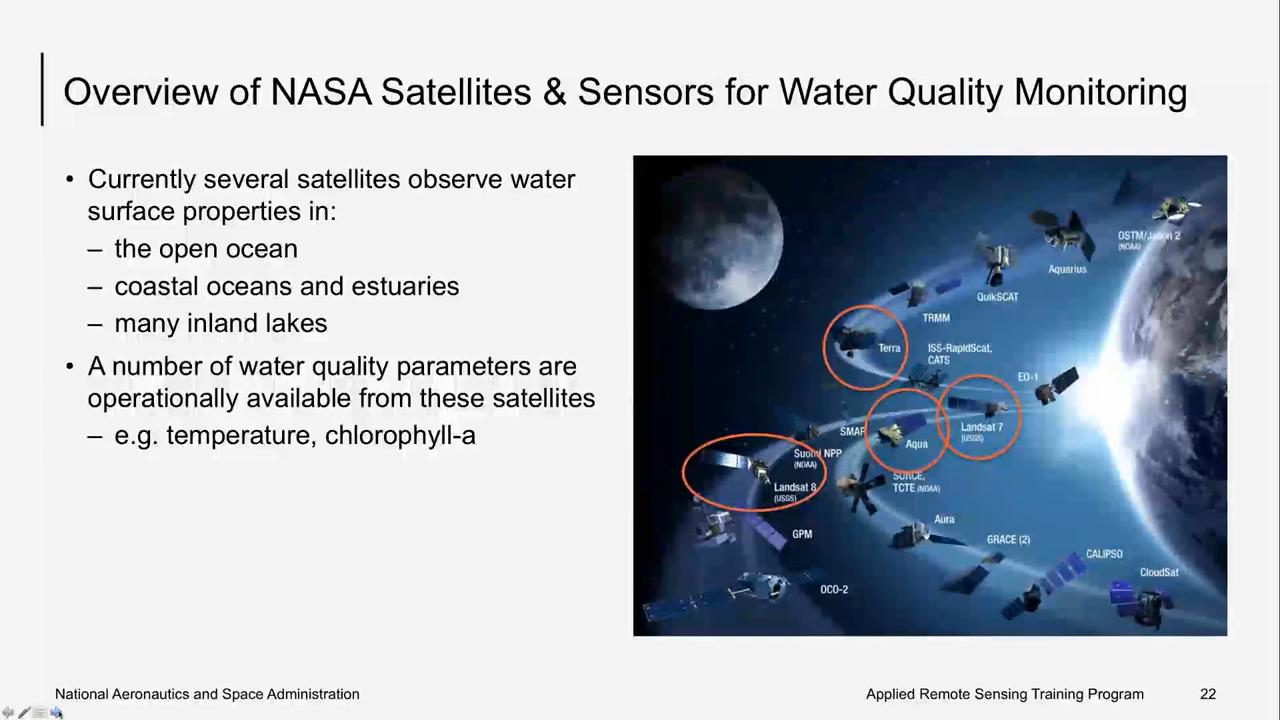 Overview of NASA Satellites & Sensors for Water Quality Monitoring
• Currently several satellites observe water
surface properties in:
– the open ocean
– coastal oceans and estuaries
– many inland lakes
• A number of water quality parameters are
operationally available from these satellites
– e.g. temperature, chlorophyll-a
OSTM/Jason 2
(NOAA)
Aquarius
QuikSCAT
TRMM
Terra
ISS-RapidScat,
CATS
EO-1
Landsat 7
(USGS)
SMAP
Aqua
Suomi NPP
(NOAA)
Landsat 8
(USGS)
SORCE,
TCTE (NOAA)
GPM
Aura
GRACE (2)
CALIPSO
CloudSat
OCO-2
National Aeronautics and Space Administration
Applied Remote Sensing Training Program
22